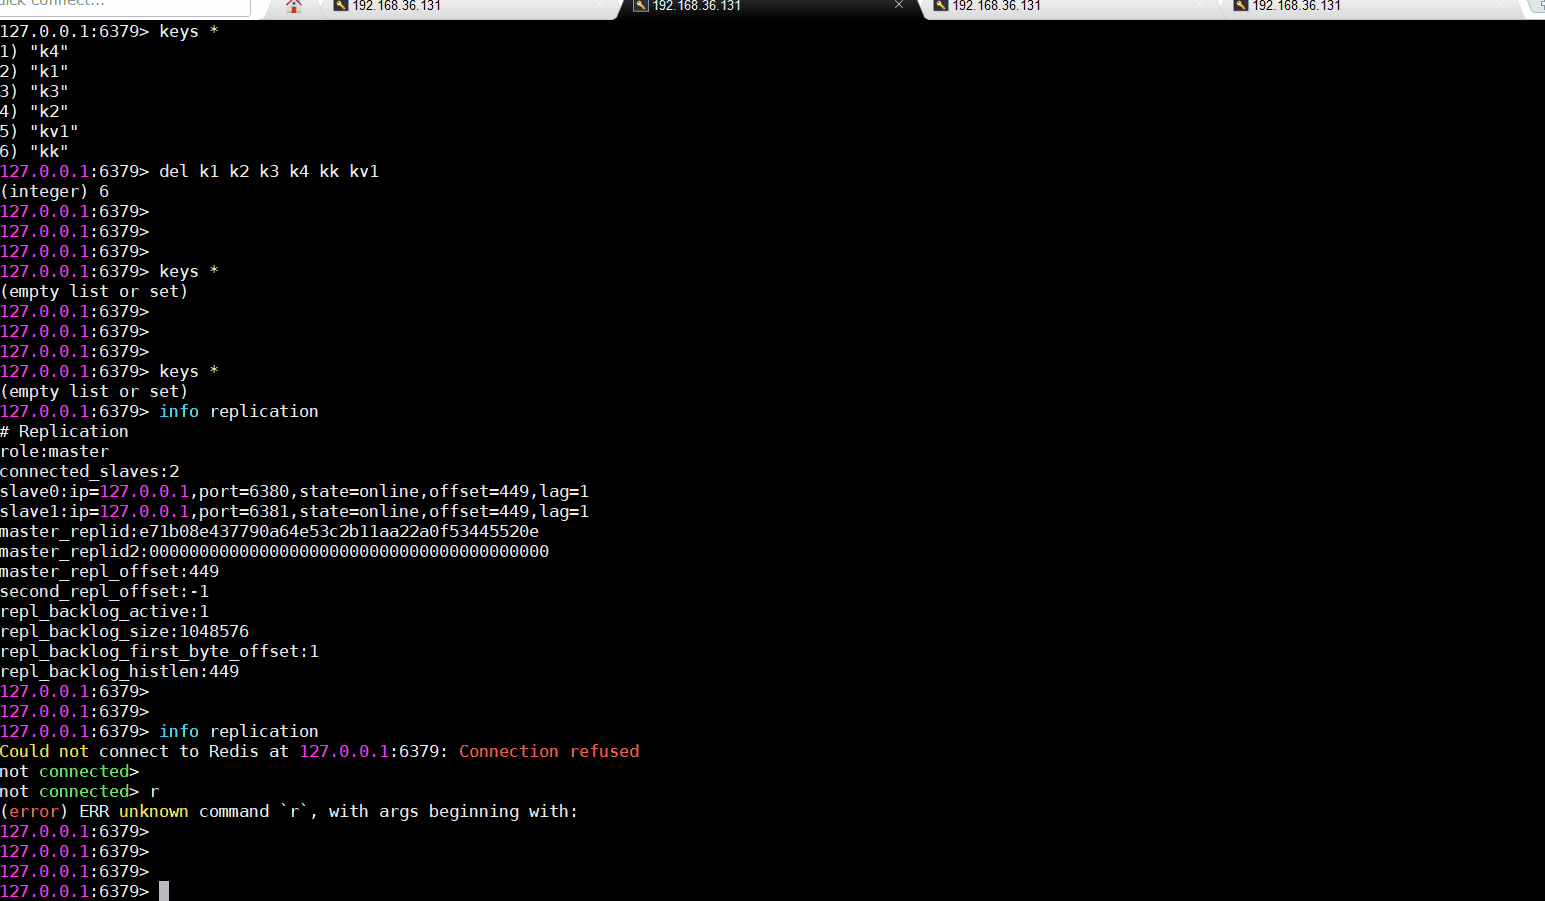 192.168.36.131
192.168.36.131
192.168.36.131
192.168.36.131
127.0.0.1:6379> keys *
1) "k4"
2) "k1"
3) "k3"
4) "k2"
5) "kv1"
6) "kk"
127.0.0.1:6379> del k1 k2 k3 k4 kk kv1
(integer) 6
127.0.0.1:6379>
127.0.0.1:6379>
127.0.0.1:6379>
127.0.0.1:6379> keys *
(empty list or set)
127.0.0.1:6379>
127.0.0.1:6379>
127.0.0.1:6379>
127.0.0.1:6379> keys *
(empty list or set)
127.0.0.1:6379> info replication
# Replication
role:master
connected_slaves:2
slave0:ip=127.0.0.1,port=6380,state=online,offset=449,lag=1
slave1:ip=127.0.0.1,port=6381,state=online,offset=449,lag=1
master_replid:e71b08e437790a64e53c2b11aa22a0f53445520e
master_replid2:0000000000000000000000000000000000000000
master_repl_offset:449
second_repl_offset:-1
repl_backlog_active:1
repl_backlog_size:1048576
repl_backlog_first_byte_offset:1
repl_backlog_histlen:449
127.0.0.1:6379>
127.0.0.1:6379>
127.0.0.1:6379> info replication
Could not connect to Redis at 127.0.0.1:6379: Connection refused
not connected>
not connected> r
(error) ERR unknown command `r`, with args beginning with:
127.0.0.1:6379>
127.0.0.1:6379>
127.0.0.1:6379>
127.0.0.1:6379>